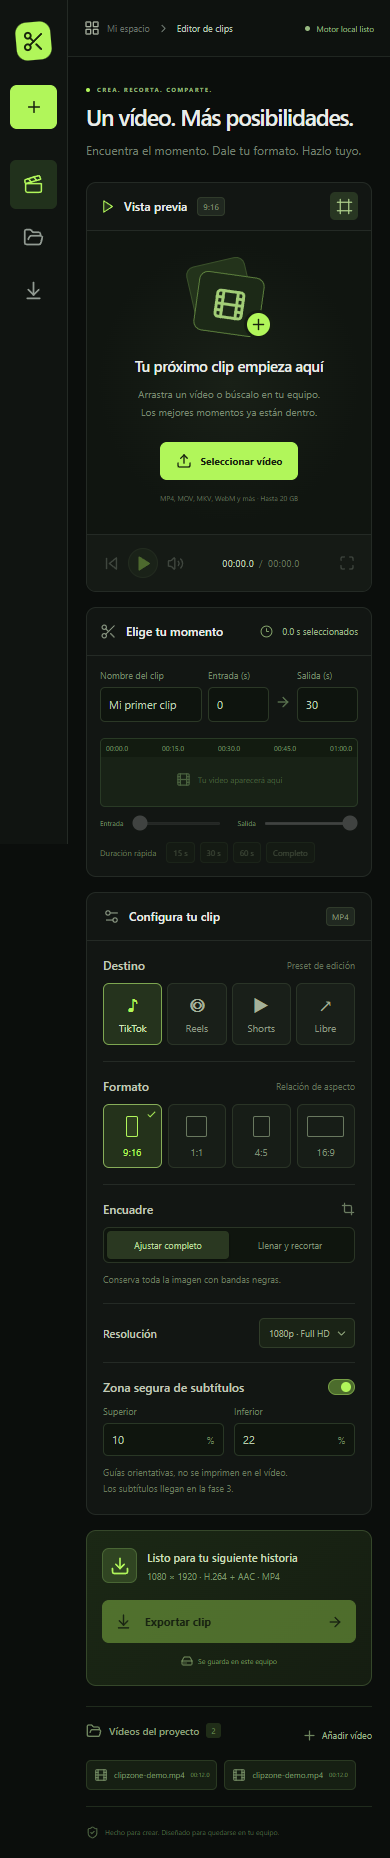 Mi espacio > Editor de clips
Motor local listo
CREA. RECORTA. COMPARTE.
Un vídeo. Más posibilidades.
Encuentra el momento. Dale tu formato. Hazlo tuyo.
Vista previa 9:16
Tu próximo clip empieza aquí
Arrastra un vídeo o búscalo en tu equipo.
Los mejores momentos ya están dentro.
Seleccionar vídeo
MP4, MOV, MKV, WebM y más · Hasta 20 GB
00:00.0 / 00:00.0
Elige tu momento
0.0 s seleccionados
Nombre del clip Entrada (s) Salida (s)
Mi primer clip 0 → 30
00:00.0 00:15.0 00:30.0 00:45.0 01:00.0
Tu vídeo aparecerá aquí
Entrada Salida
Duración rápida 15 s 30 s 60 s Completo
Configura tu clip MP4
Destino Preset de edición
TikTok Reels Shorts Libre
Formato Relación de aspecto
9:16 1:1 4:5 16:9
Encuadre
Ajustar completo Llenar y recortar
Conserva toda la imagen con bandas negras.
Resolución 1080p · Full HD
Zona segura de subtítulos
Superior Inferior
10 % 22 %
Guías orientativas, no se imprimen en el vídeo.
Los subtítulos llegan en la fase 3.
Listo para tu siguiente historia
1080 × 1920 · H.264 + AAC · MP4
Exportar clip →
Se guarda en este equipo
Vídeos del proyecto 2
Añadir vídeo
clipzone-demo.mp4 00:12.0 clipzone-demo.mp4 00:12.0
Hecho para crear. Diseñado para quedarse en tu equipo.